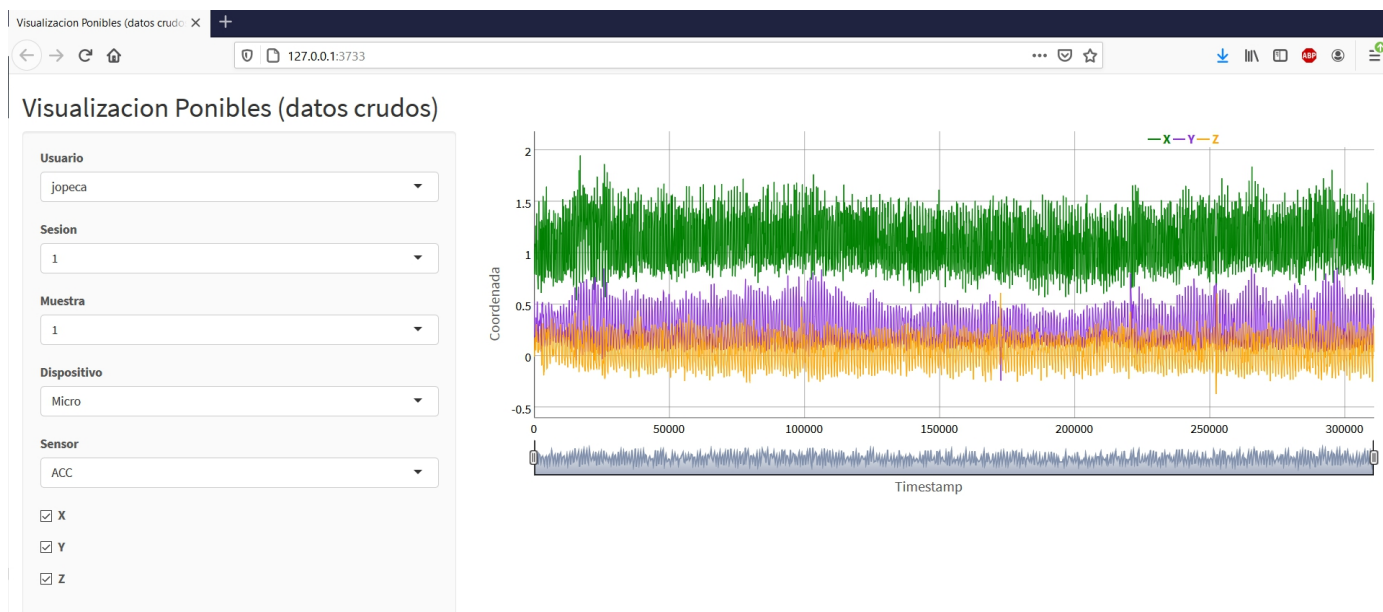 Visualizacion Ponibles (datos crudo
127.0.0.1:3733
ABP
Visualizacion Ponibles (datos crudos)
Usuario
jopeca
Sesion
1
Muestra
1
Dispositivo
Micro
Sensor
ACC
X
Y
Z
X Y Z
2
1.5
1
0.5
0
-0.5
Coordenada
0 50000 100000 150000 200000 250000 300000
Timestamp